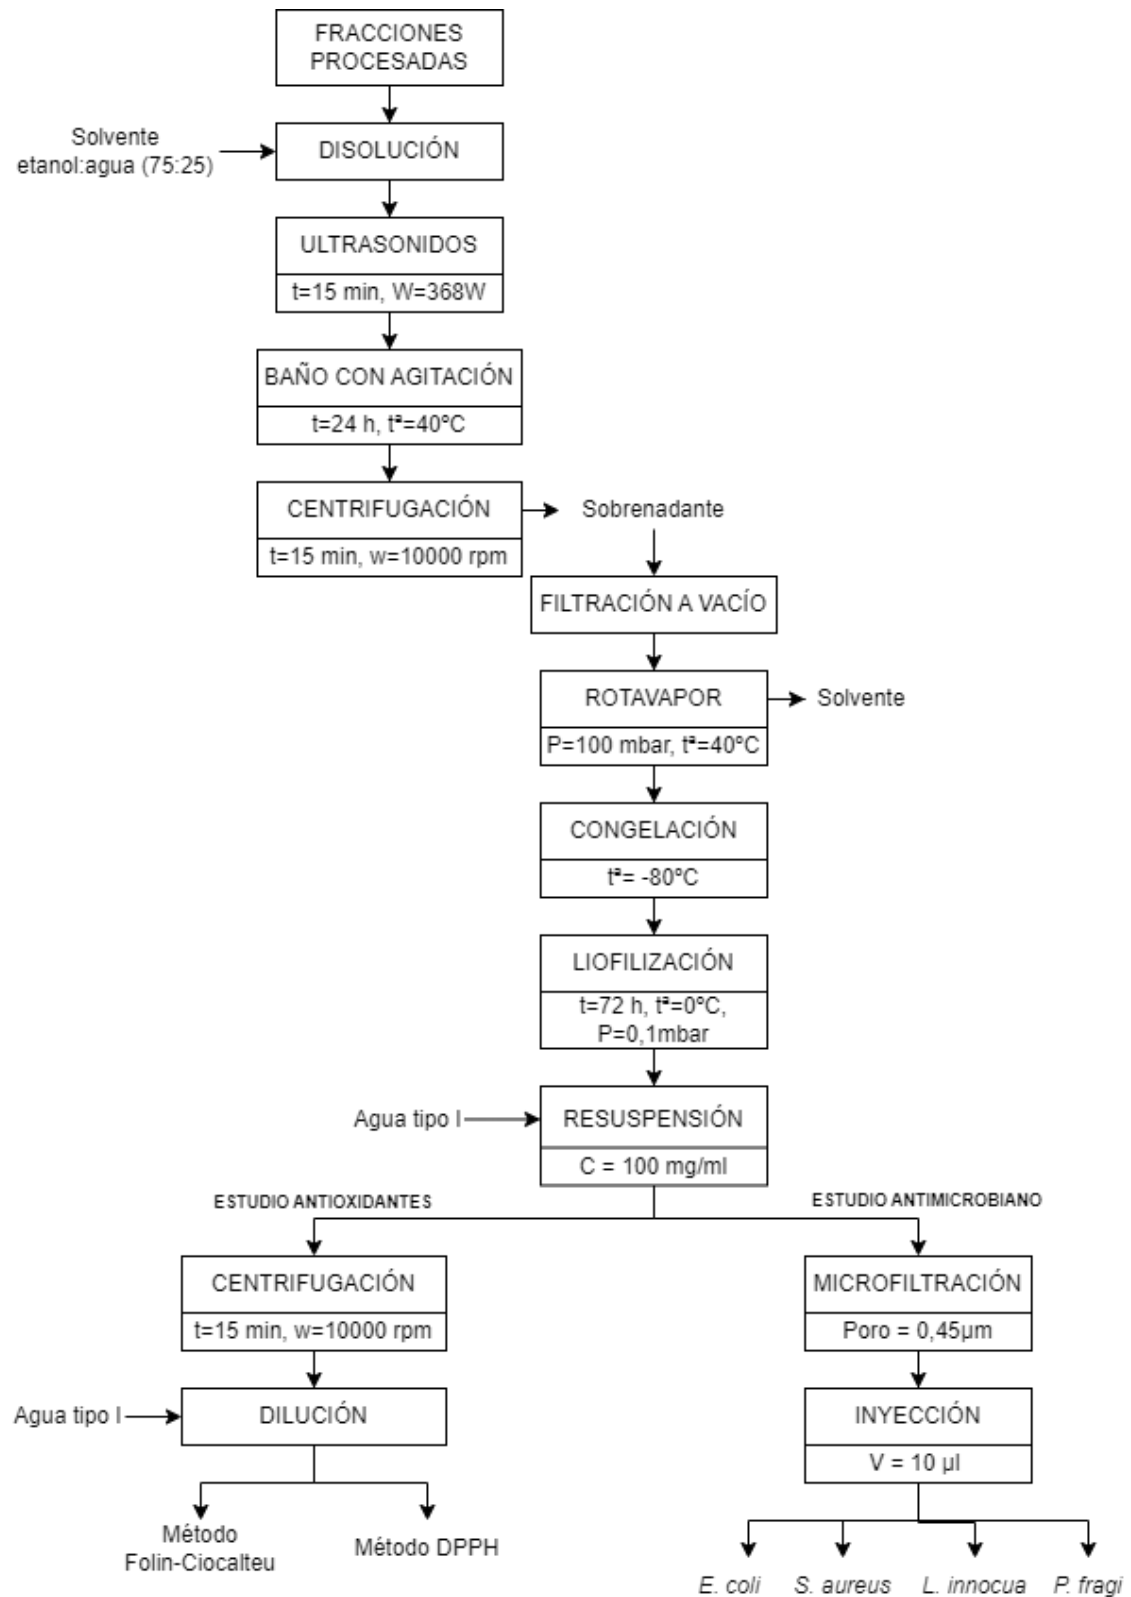 FRACCIONES
PROCESADAS
Solvente
etanol:agua (75:25)
DISOLUCIÓN
ULTRASONIDOS
t=15 min, W=368W
BAÑO CON AGITACIÓN
t=24 h, tª=40ºC
CENTRIFUGACIÓN
t=15 min, w=10000 rpm
Sobrenadante
FILTRACIÓN A VACÍO
ROTAVAPOR
P=100 mbar, tª=40ºC
Solvente
CONGELACIÓN
tª= -80ºC
LIOFILIZACIÓN
t=72 h, tª=0ºC,
P=0,1mbar
Agua tipo I
RESUSPENSIÓN
C = 100 mg/ml
ESTUDIO ANTIOXIDANTES
CENTRIFUGACIÓN
t=15 min, w=10000 rpm
Agua tipo I
DILUCIÓN
Método
Folin-Ciocalteu
Método DPPH
ESTUDIO ANTIMICROBIANO
MICROFILTRACIÓN
Poro = 0,45µm
INYECCIÓN
V = 10 µl
E. coli
S. aureus
L. innocua
P. fragi